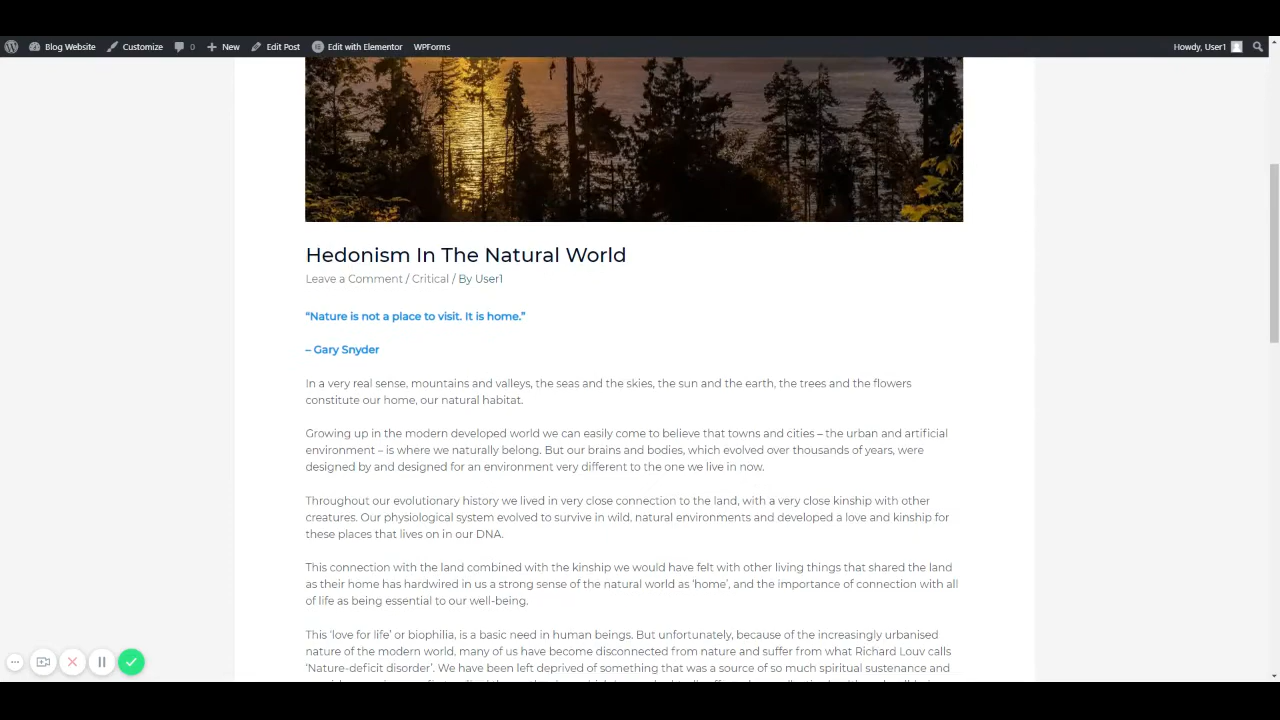 Blog Website Customize 0 New Edit Post Edit with Elementor WPForms Howdy, User1
Hedonism In The Natural World
Leave a Comment / Critical / By User1
“Nature is not a place to visit. It is home.”
– Gary Snyder
In a very real sense, mountains and valleys, the seas and the skies, the sun and the earth, the trees and the flowers
constitute our home, our natural habitat.
Growing up in the modern developed world we can easily come to believe that towns and cities – the urban and artificial
environment – is where we naturally belong. But our brains and bodies, which evolved over thousands of years, were
designed by and designed for an environment very different to the one we live in now.
Throughout our evolutionary history we lived in very close connection to the land, with a very close kinship with other
creatures. Our physiological system evolved to survive in wild, natural environments and developed a love and kinship for
these places that lives on in our DNA.
This connection with the land combined with the kinship we would have felt with other living things that shared the land
as their home has hardwired in us a strong sense of the natural world as ‘home’, and the importance of connection with all
of life as being essential to our well-being.
This ‘love for life’ or biophilia, is a basic need in human beings. But unfortunately, because of the increasingly urbanised
nature of the modern world, many of us have become disconnected from nature and suffer from what Richard Louv calls
‘Nature-deficit disorder’. We have been left deprived of something that was a source of so much spiritual sustenance and